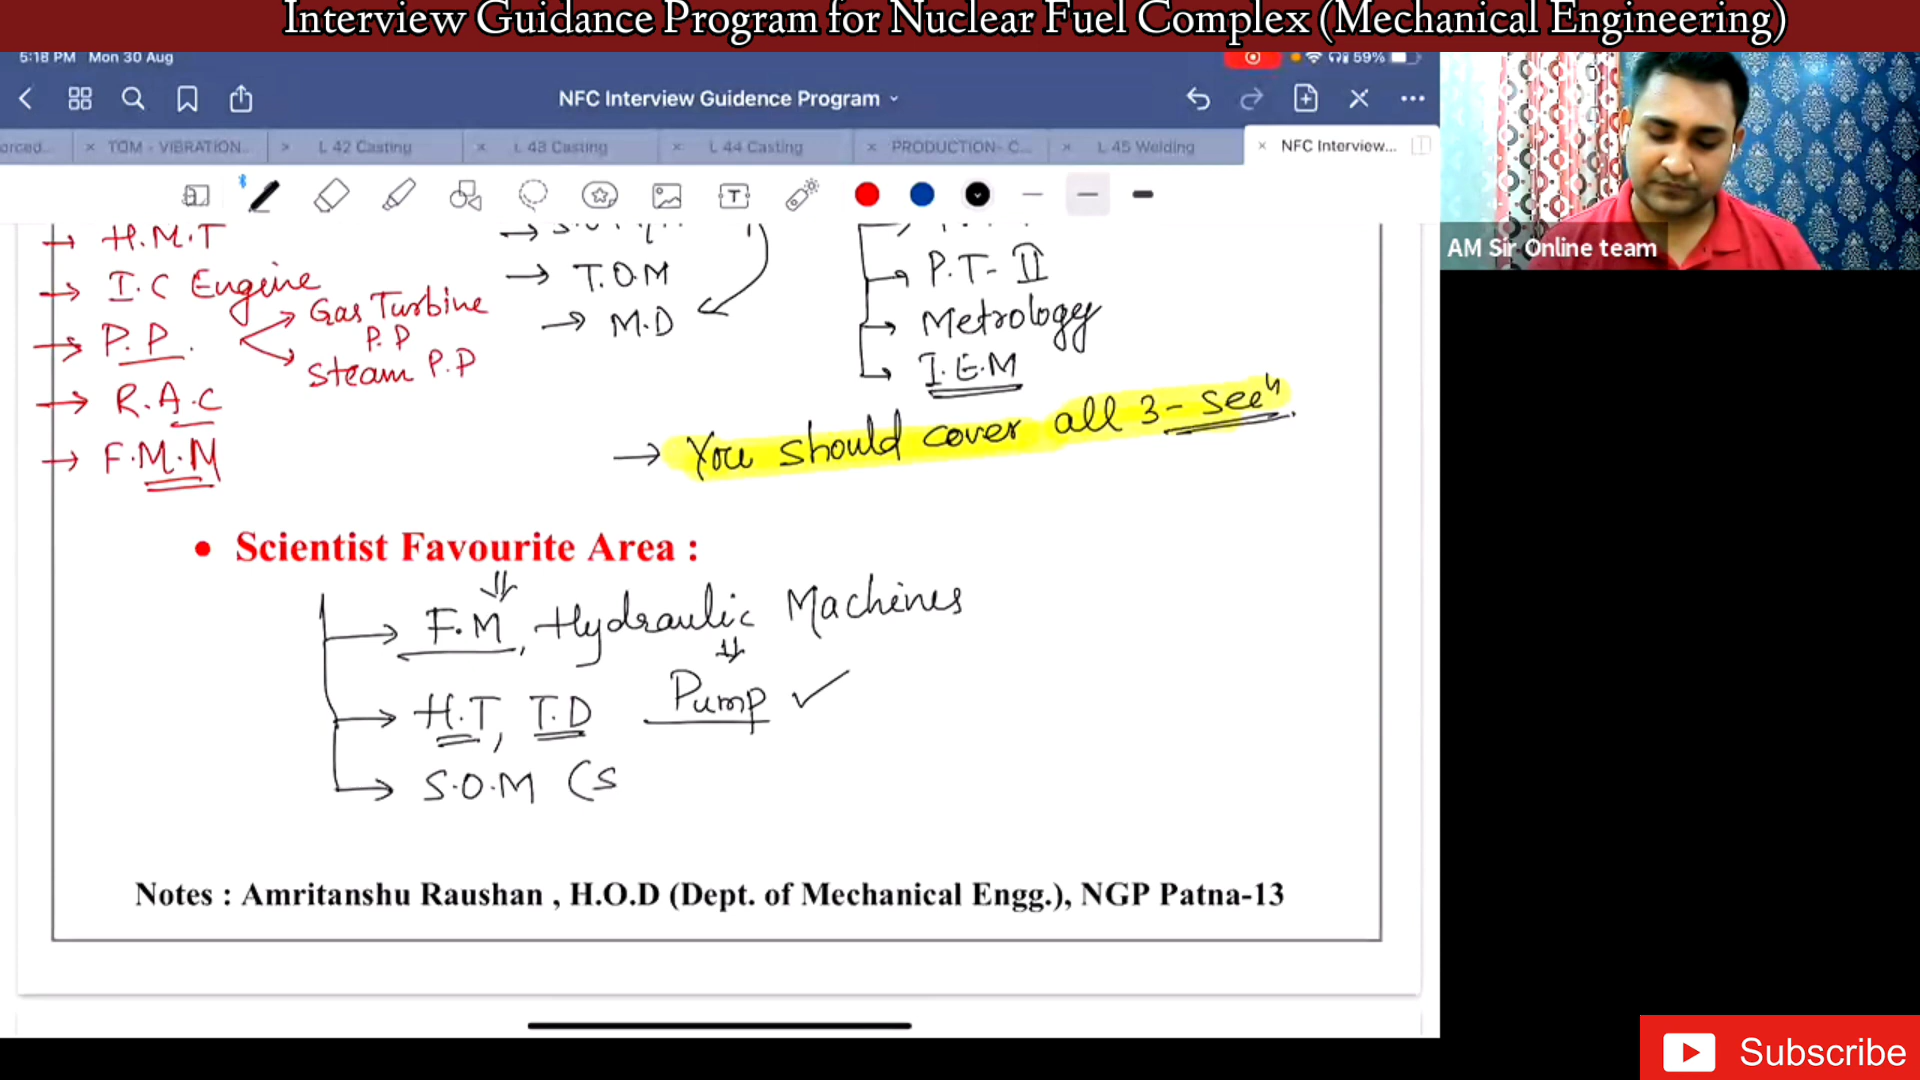 Interview Guidance Program for Nuclear Fuel Complex (Mechanical Engineering)
5:18 PM Mon 30 Aug
59%
NFC Interview Guidence Program
orced...
TOM - VIBRATION...
L 42 Casting
L 43 Casting
L 44 Casting
PRODUCTION- C...
L 45 Welding
NFC Interview...
T
AM Sir Online team
→ H.M.T
→ I.C Engine
→ P.P. Gas Turbine P.P
Steam P.P
→ R.A.C
→ F.M.M
→ T.O.M
→ M.D
→ P.T- II
→ Metrology
→ I.E.M
→ You should cover all 3- Secⁿ.
• Scientist Favourite Area :
→ F.M, Hydraulic Machines
→ H.T, T.D Pump ✓
→ S.O.M (S
Notes : Amritanshu Raushan , H.O.D (Dept. of Mechanical Engg.), NGP Patna-13
Subscribe